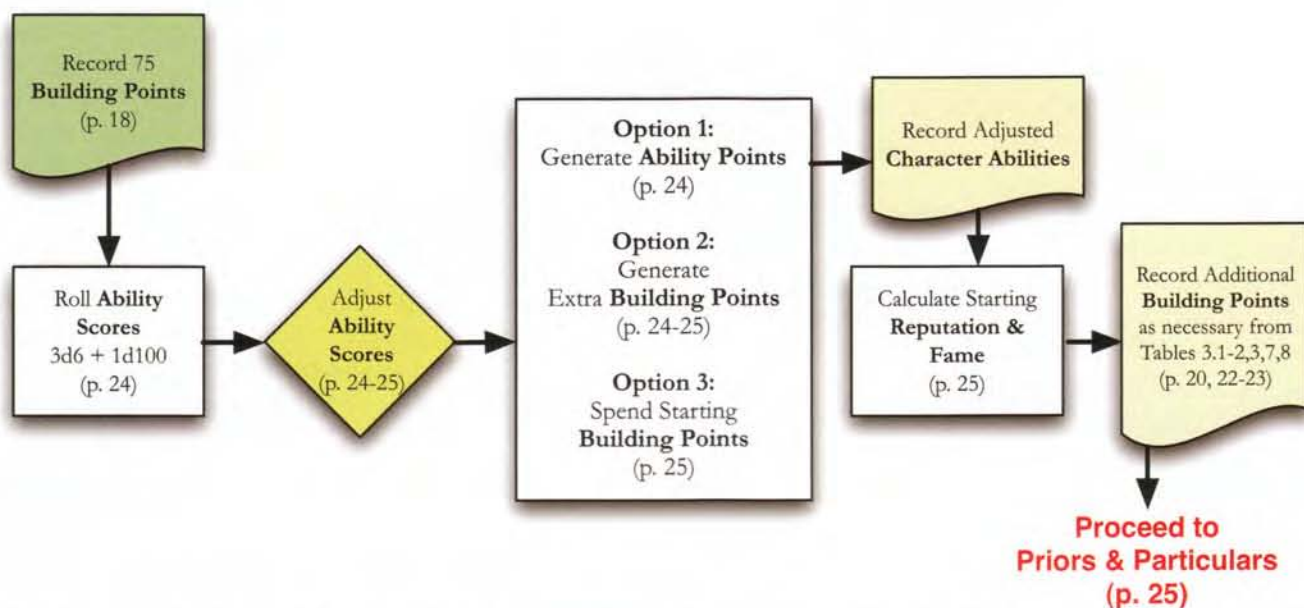 Record 75
Building Points
(p. 18)
Roll Ability
Scores
3d6 + 1d100
(p. 24)
Adjust
Ability
Scores
(p. 24-25)
Option 1:
Generate Ability Points
(p. 24)
Option 2:
Generate
Extra Building Points
(p. 24-25)
Option 3:
Spend Starting
Building Points
(p. 25)
Record Adjusted
Character Abilities
Calculate Starting
Reputation &
Fame
(p. 25)
Record Additional
Building Points
as necessary from
Tables 3.1-2,3,7,8
(p. 20, 22-23)
Proceed to
Priors & Particulars
(p. 25)